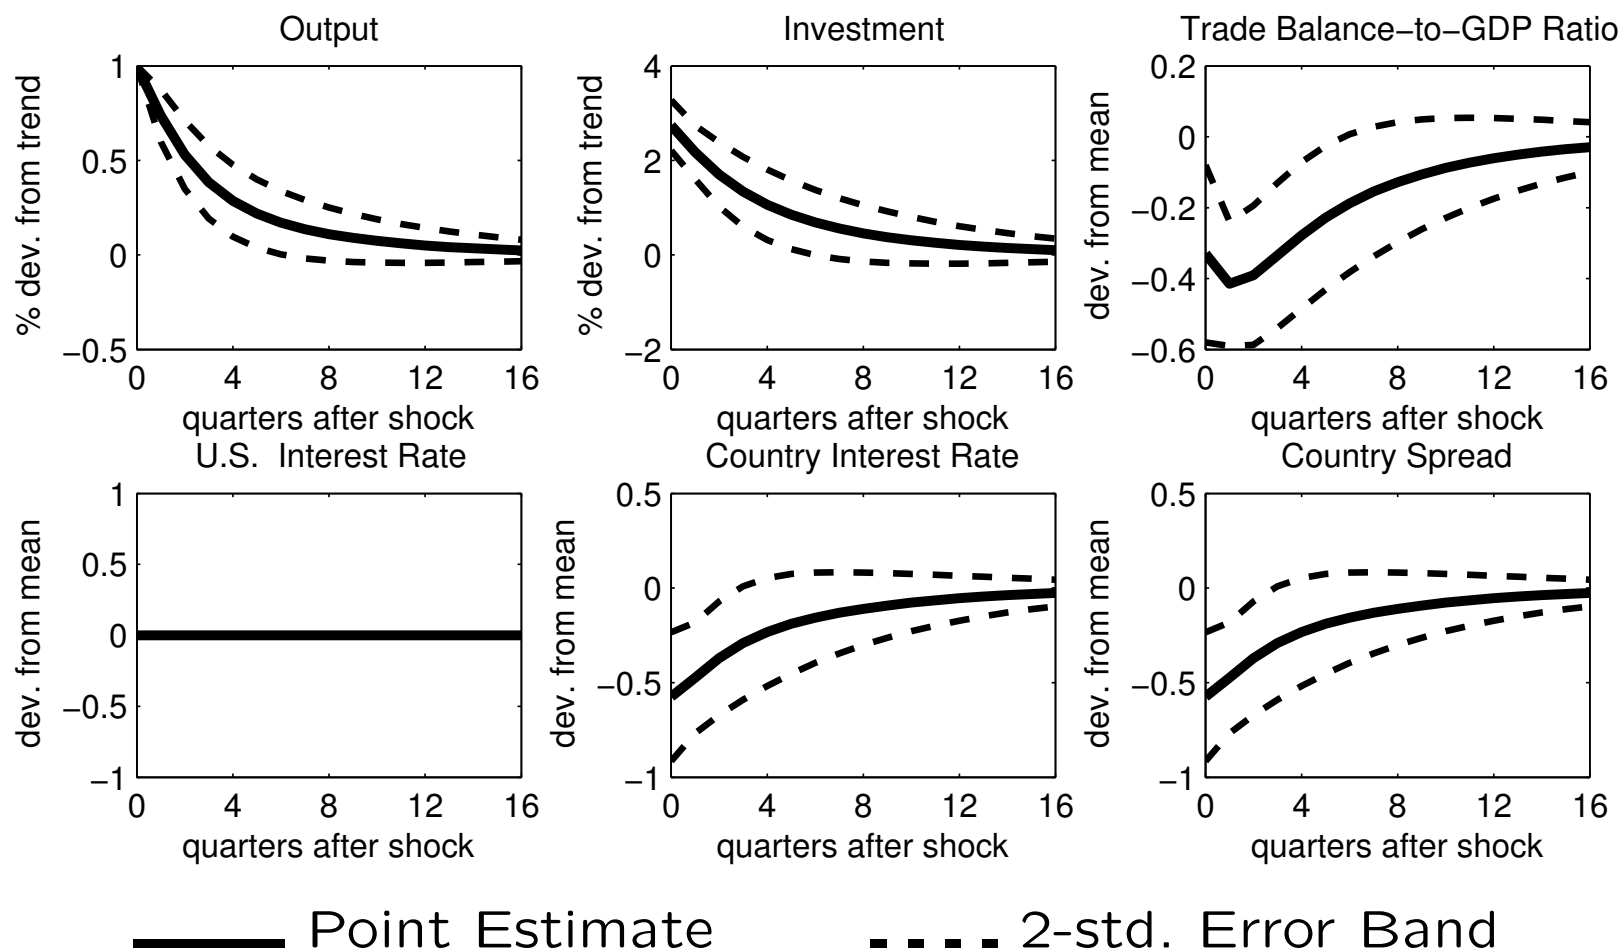 Output
Investment
Trade Balance−to−GDP Ratio
% dev. from trend
1
0.5
0
−0.5
0 4 8 12 16
quarters after shock
% dev. from trend
4
2
0
−2
0 4 8 12 16
quarters after shock
dev. from mean
0.2
0
−0.2
−0.4
−0.6
0 4 8 12 16
quarters after shock
U.S. Interest Rate
Country Interest Rate
Country Spread
dev. from mean
1
0.5
0
−0.5
−1
0 4 8 12 16
quarters after shock
dev. from mean
0.5
0
−0.5
−1
0 4 8 12 16
quarters after shock
dev. from mean
0.5
0
−0.5
−1
0 4 8 12 16
quarters after shock
Point Estimate
2-std. Error Band